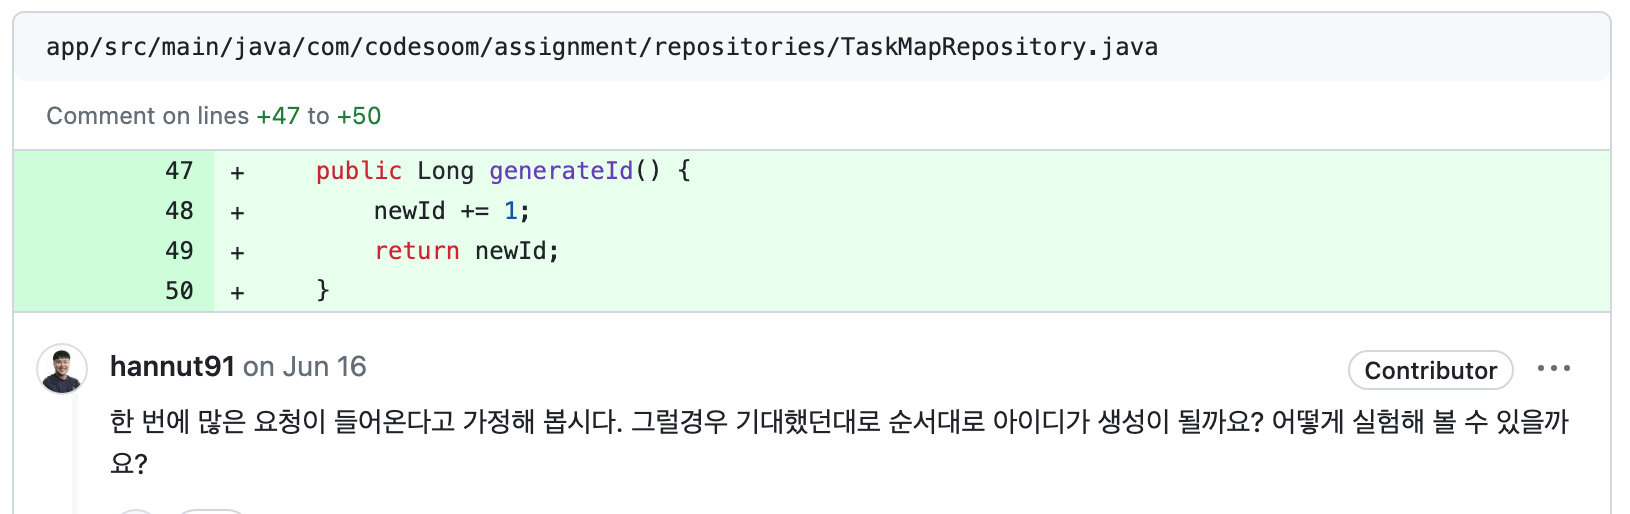 app/src/main/java/com/codesoom/assignment/repositories/TaskMapRepository.java
Comment on lines +47 to +50
47 + public Long generateId() {
48 + newId += 1;
49 + return newId;
50 + }
hannut91 on Jun 16 Contributor ...
한 번에 많은 요청이 들어온다고 가정해 봅시다. 그럴경우 기대했던대로 순서대로 아이디가 생성이 될까요? 어떻게 실험해 볼 수 있을까
요?